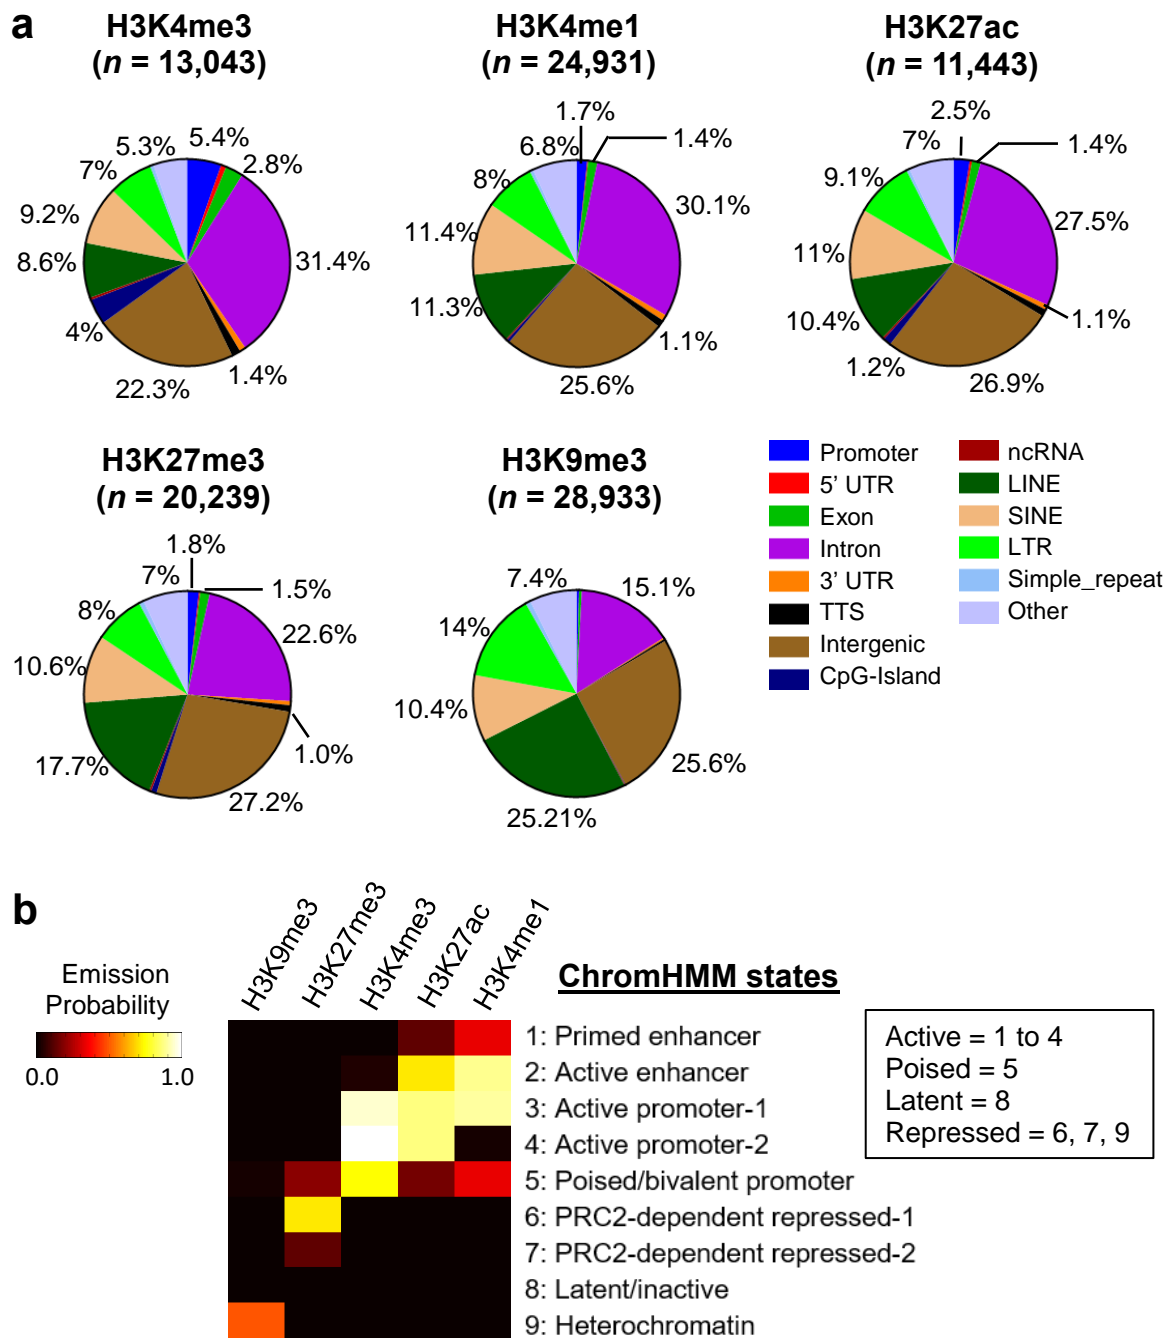 a
H3K4me3
(n = 13,043)
H3K4me1
(n = 24,931)
H3K27ac
(n = 11,443)
5.3%
5.4%
2.8%
7%
9.2%
8.6%
31.4%
4%
1.4%
22.3%
1.7%
1.4%
6.8%
8%
30.1%
11.4%
11.3%
1.1%
25.6%
2.5%
7%
1.4%
9.1%
27.5%
11%
10.4%
1.1%
1.2%
26.9%
H3K27me3
(n = 20,239)
H3K9me3
(n = 28,933)
1.8%
7%
1.5%
8%
22.6%
10.6%
17.7%
1.0%
27.2%
7.4%
15.1%
14%
10.4%
25.6%
25.21%
Promoter
5’ UTR
Exon
Intron
3’ UTR
TTS
Intergenic
CpG-Island
ncRNA
LINE
SINE
LTR
Simple_repeat
Other
b
Emission
Probability
0.0 1.0
H3K9me3
H3K27me3
H3K4me3
H3K27ac
H3K4me1
ChromHMM states
1: Primed enhancer
2: Active enhancer
3: Active promoter-1
4: Active promoter-2
5: Poised/bivalent promoter
6: PRC2-dependent repressed-1
7: PRC2-dependent repressed-2
8: Latent/inactive
9: Heterochromatin
Active = 1 to 4
Poised = 5
Latent = 8
Repressed = 6, 7, 9